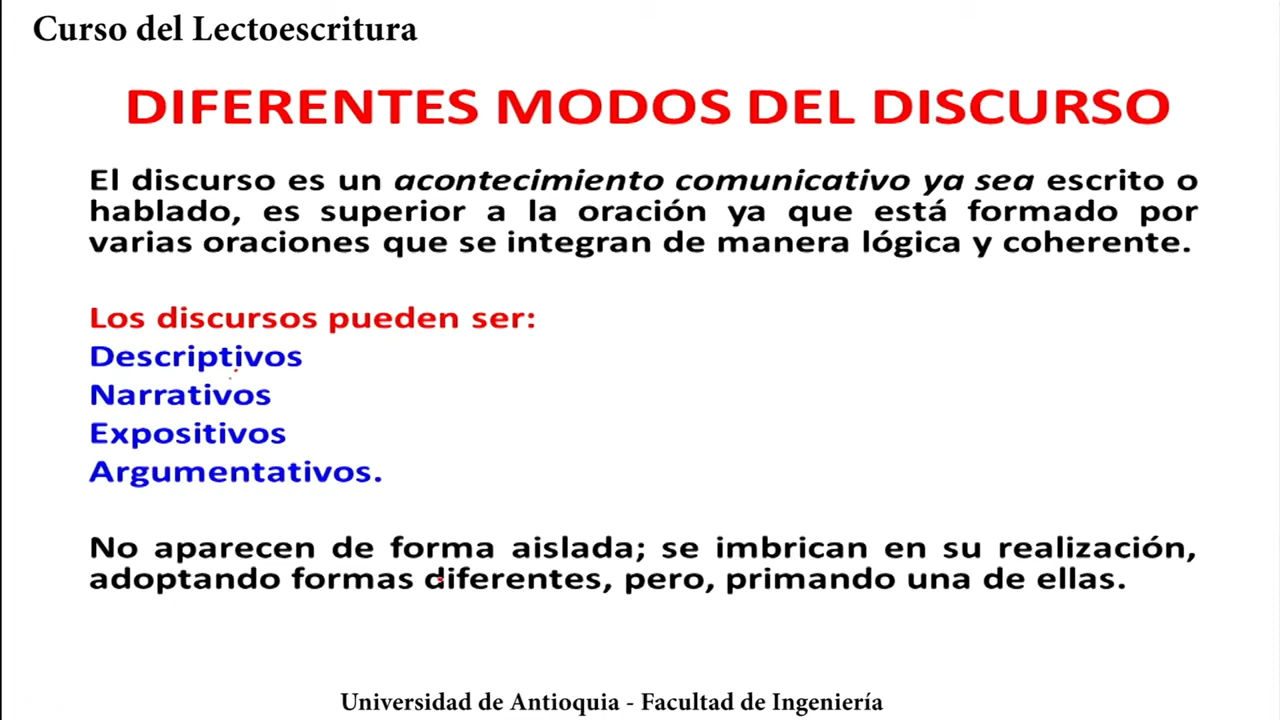 Curso del Lectoescritura
DIFERENTES MODOS DEL DISCURSO
El discurso es un acontecimiento comunicativo ya sea escrito o
hablado, es superior a la oración ya que está formado por
varias oraciones que se integran de manera lógica y coherente.
Los discursos pueden ser:
Descriptivos
Narrativos
Expositivos
Argumentativos.
No aparecen de forma aislada; se imbrican en su realización,
adoptando formas diferentes, pero, primando una de ellas.
Universidad de Antioquia - Facultad de Ingeniería